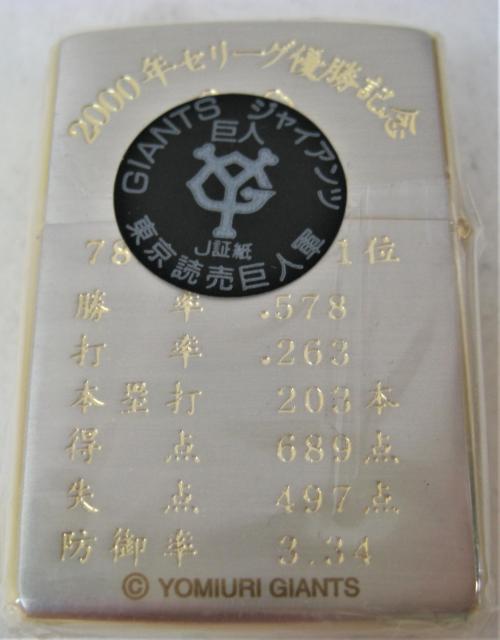 2000年セリーグ優勝記念
GIANTS ジャイアンツ
巨人
J証紙
東京読売巨人軍
78 1位
勝率 .578
打率 .263
本塁打 203本
得点 689点
失点 497点
防御率 3.34
© YOMIURI GIANTS